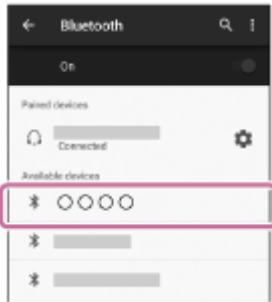 Bluetooth
On
Paired devices
Connected
Available devices
○○○○